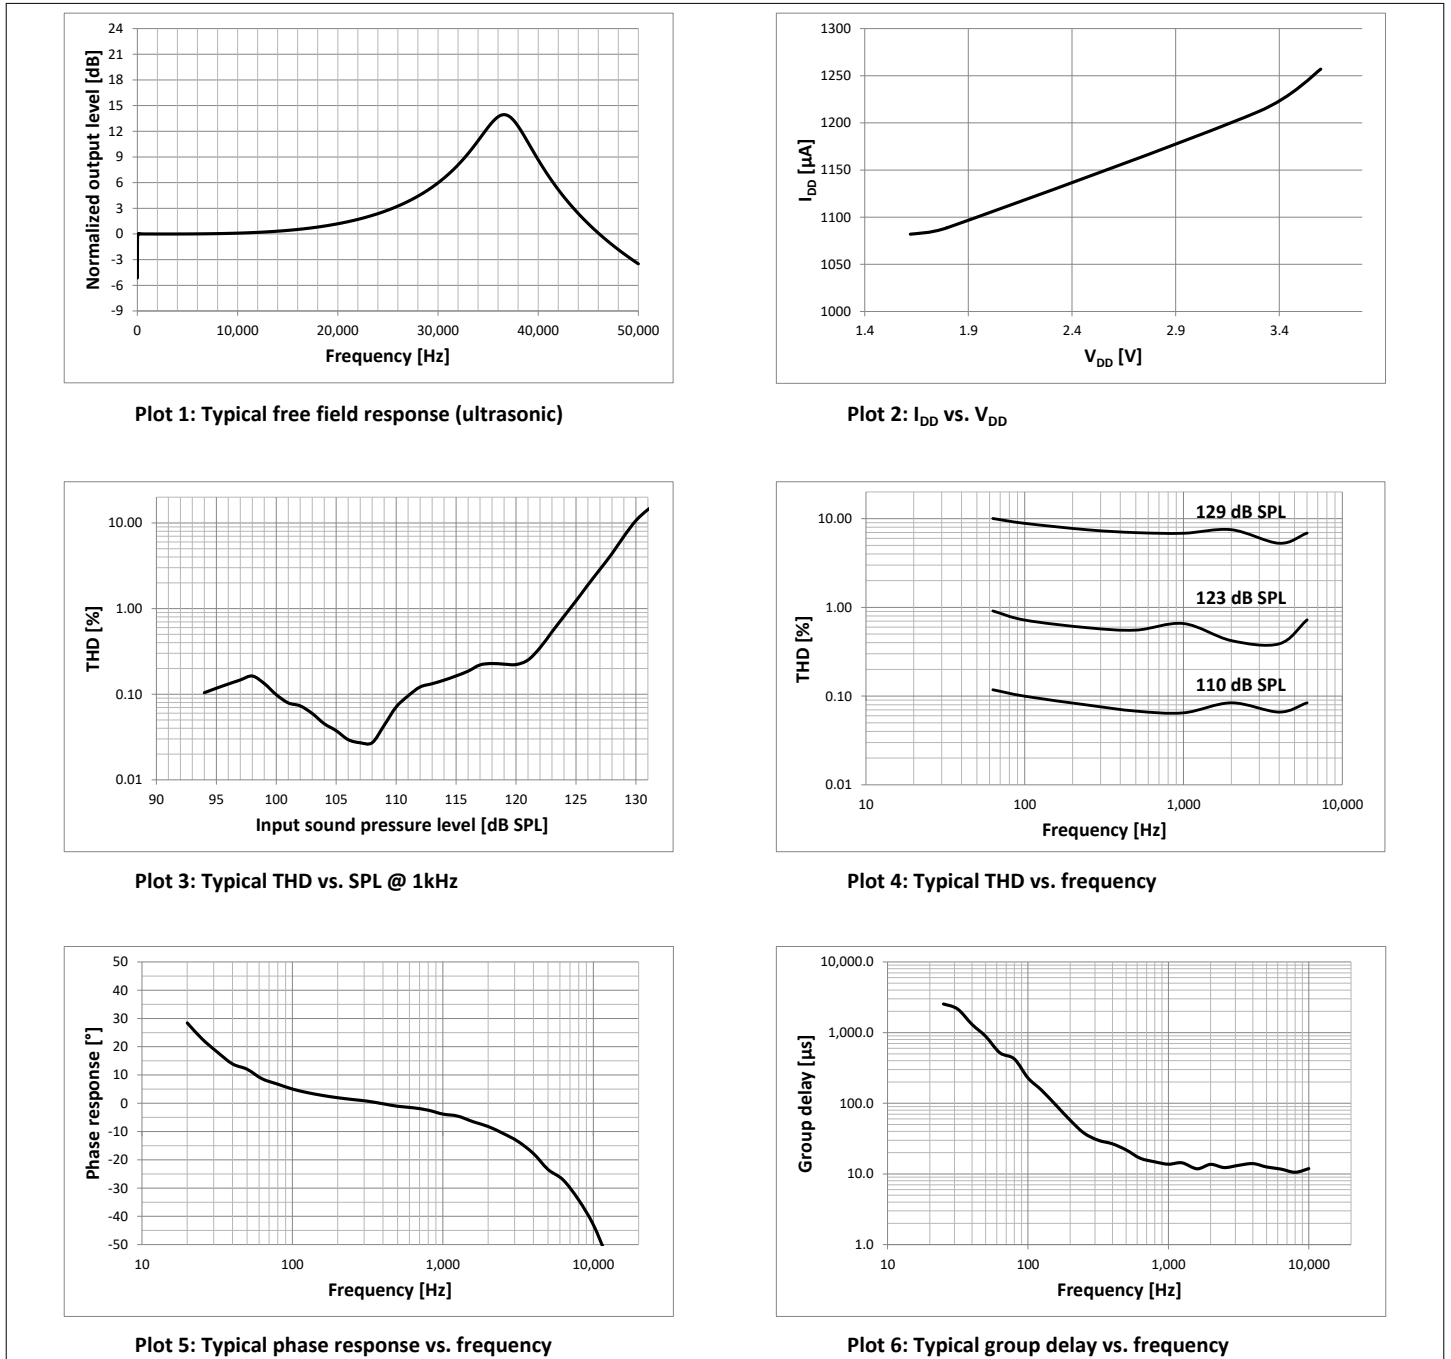 24
21
18
15
12
9
6
3
0
-3
-6
-9
Normalized output level [dB]
0 10,000 20,000 30,000 40,000 50,000
Frequency [Hz]
Plot 1: Typical free field response (ultrasonic)
1300
1250
1200
1150
1100
1050
1000
IDD [µA]
1.4 1.9 2.4 2.9 3.4
VDD [V]
Plot 2: IDD vs. VDD
10.00
1.00
0.10
0.01
THD [%]
90 95 100 105 110 115 120 125 130
Input sound pressure level [dB SPL]
Plot 3: Typical THD vs. SPL @ 1kHz
10.00
1.00
0.10
0.01
THD [%]
129 dB SPL
123 dB SPL
110 dB SPL
10 100 1,000 10,000
Frequency [Hz]
Plot 4: Typical THD vs. frequency
50
40
30
20
10
0
-10
-20
-30
-40
-50
Phase response [°]
10 100 1,000 10,000
Frequency [Hz]
Plot 5: Typical phase response vs. frequency
10,000.0
1,000.0
100.0
10.0
1.0
Group delay [µs]
10 100 1,000 10,000
Frequency [Hz]
Plot 6: Typical group delay vs. frequency